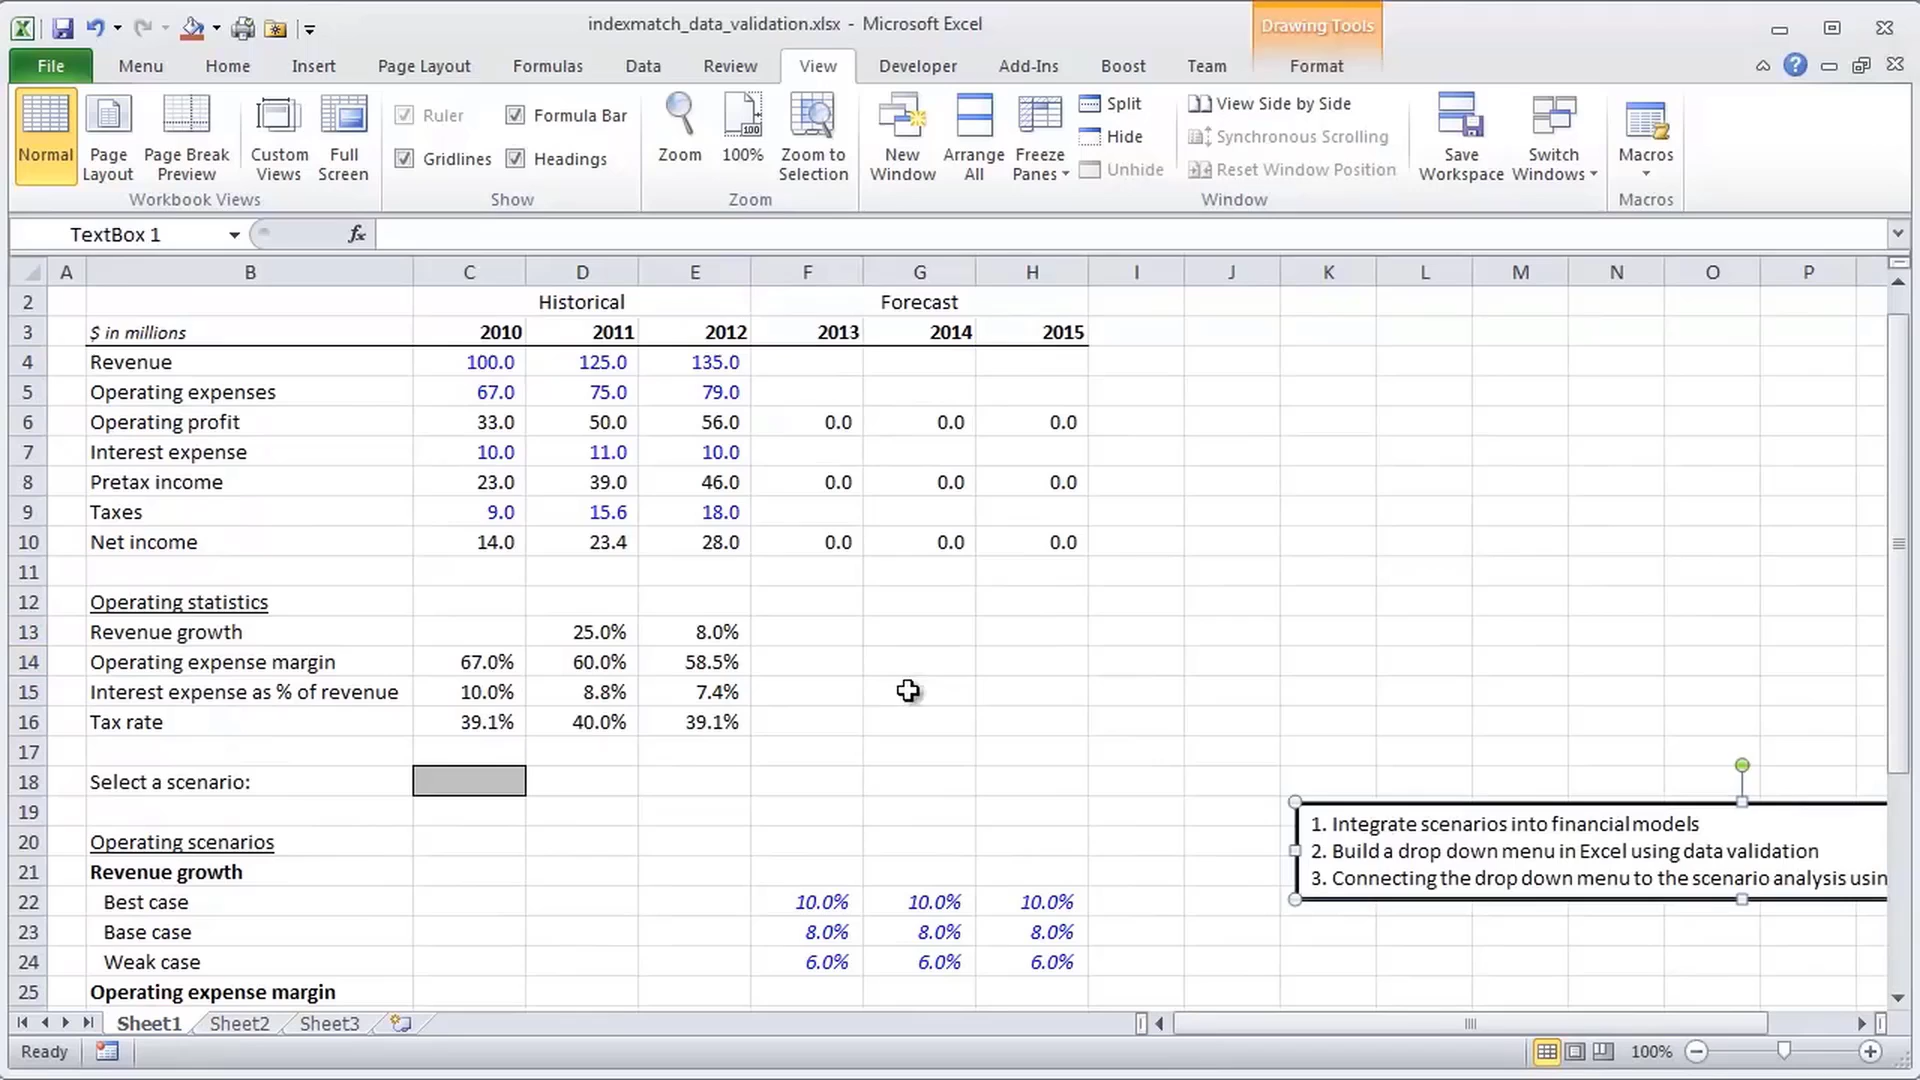 indexmatch_data_validation.xlsx - Microsoft Excel
Drawing Tools
File Menu Home Insert Page Layout Formulas Data Review View Developer Add-Ins Boost Team Format
Normal
Page Layout
Page Break Preview
Custom Views
Full Screen
Workbook Views
Ruler
Formula Bar
Gridlines
Headings
Show
Zoom
100
100%
Zoom to Selection
Zoom
New Window
Arrange All
Freeze Panes
Split
Hide
Unhide
View Side by Side
Synchronous Scrolling
Reset Window Position
Window
Save Workspace
Switch Windows
Macros
Macros
TextBox 1
fx
A B C D E F G H I J K L M N O P
2 Historical Forecast
3 $ in millions 2010 2011 2012 2013 2014 2015
4 Revenue 100.0 125.0 135.0
5 Operating expenses 67.0 75.0 79.0
6 Operating profit 33.0 50.0 56.0 0.0 0.0 0.0
7 Interest expense 10.0 11.0 10.0
8 Pretax income 23.0 39.0 46.0 0.0 0.0 0.0
9 Taxes 9.0 15.6 18.0
10 Net income 14.0 23.4 28.0 0.0 0.0 0.0
11
12 Operating statistics
13 Revenue growth 25.0% 8.0%
14 Operating expense margin 67.0% 60.0% 58.5%
15 Interest expense as % of revenue 10.0% 8.8% 7.4%
16 Tax rate 39.1% 40.0% 39.1%
17
18 Select a scenario:
19
20 Operating scenarios
21 Revenue growth
22 Best case 10.0% 10.0% 10.0%
23 Base case 8.0% 8.0% 8.0%
24 Weak case 6.0% 6.0% 6.0%
25 Operating expense margin
1. Integrate scenarios into financial models
2. Build a drop down menu in Excel using data validation
3. Connecting the drop down menu to the scenario analysis usin
Sheet1 Sheet2 Sheet3
Ready
100%